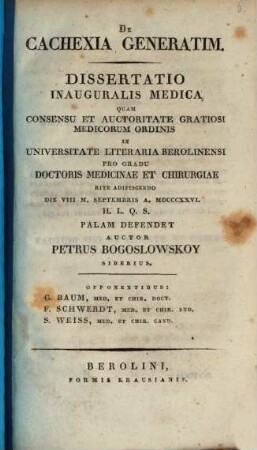 DE
CACHEXIA GENERATIM.
DISSERTATIO
INAUGURALIS MEDICA,
QUAM
CONSENSU ET AUCTORITATE GRATIOSI
MEDICORUM ORDINIS
IN
UNIVERSITATE LITERARIA BEROLINENSI
PRO GRADU
DOCTORIS MEDICINAE ET CHIRURGIAE
RITE ADIPISCENDO
DIE VIII M. SEPTEMBRIS A. MDCCCXXVI.
H. L. Q. S.
PALAM DEFENDET
AUCTOR
PETRUS BOGOSLOWSKOY
SIBERIUS.
OPPONENTIBUS:
G. BAUM, MED. ET CHIR. DOCT.
F. SCHWERDT, MED. ET CHIR. STD.
S. WEISS, MED. ET CHIR. CAND.
BEROLINI,
FORMIS KRAUSIANIS.